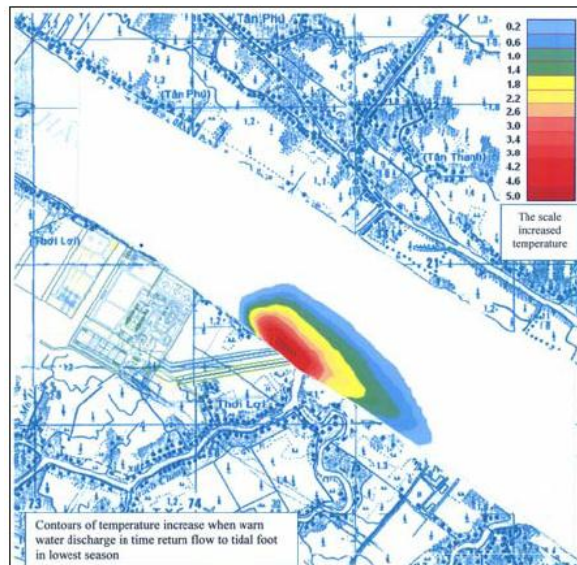 Tân Phú
(Tân Phú)
(Tân Thanh)
(Thới Lợi)
Thới Lợi
21
73
74
0.2
0.6
1.0
1.4
1.8
2.2
2.6
3.0
3.4
3.8
4.2
4.6
5.0
The scale
increased
temperature
Contours of temperature increase when warn
water discharge in time return flow to tidal foot
in lowest season